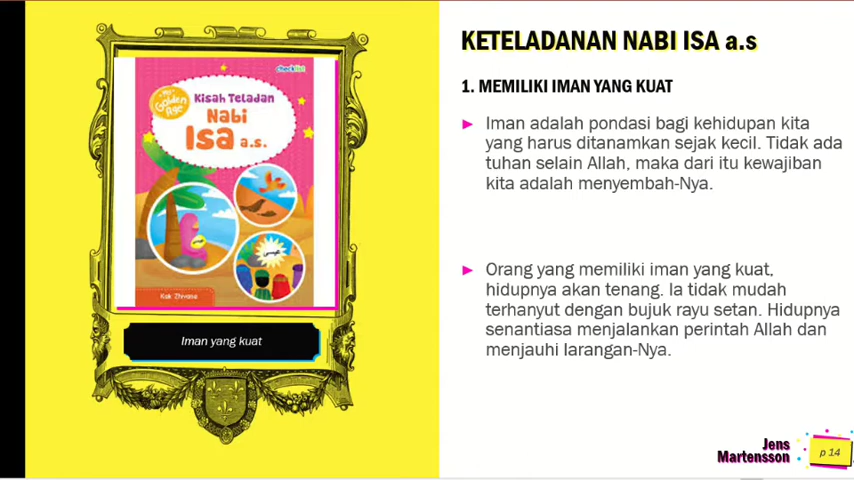 checklist
My
Golden
Age
Kisah Teladan
Nabi
Isa a.s.
Kak Zhivana
Iman yang kuat
KETELADANAN NABI ISA a.s
1. MEMILIKI IMAN YANG KUAT
Iman adalah pondasi bagi kehidupan kita
yang harus ditanamkan sejak kecil. Tidak ada
tuhan selain Allah, maka dari itu kewajiban
kita adalah menyembah-Nya.
Orang yang memiliki iman yang kuat,
hidupnya akan tenang. Ia tidak mudah
terhanyut dengan bujuk rayu setan. Hidupnya
senantiasa menjalankan perintah Allah dan
menjauhi larangan-Nya.
Jens
Martensson
p 14